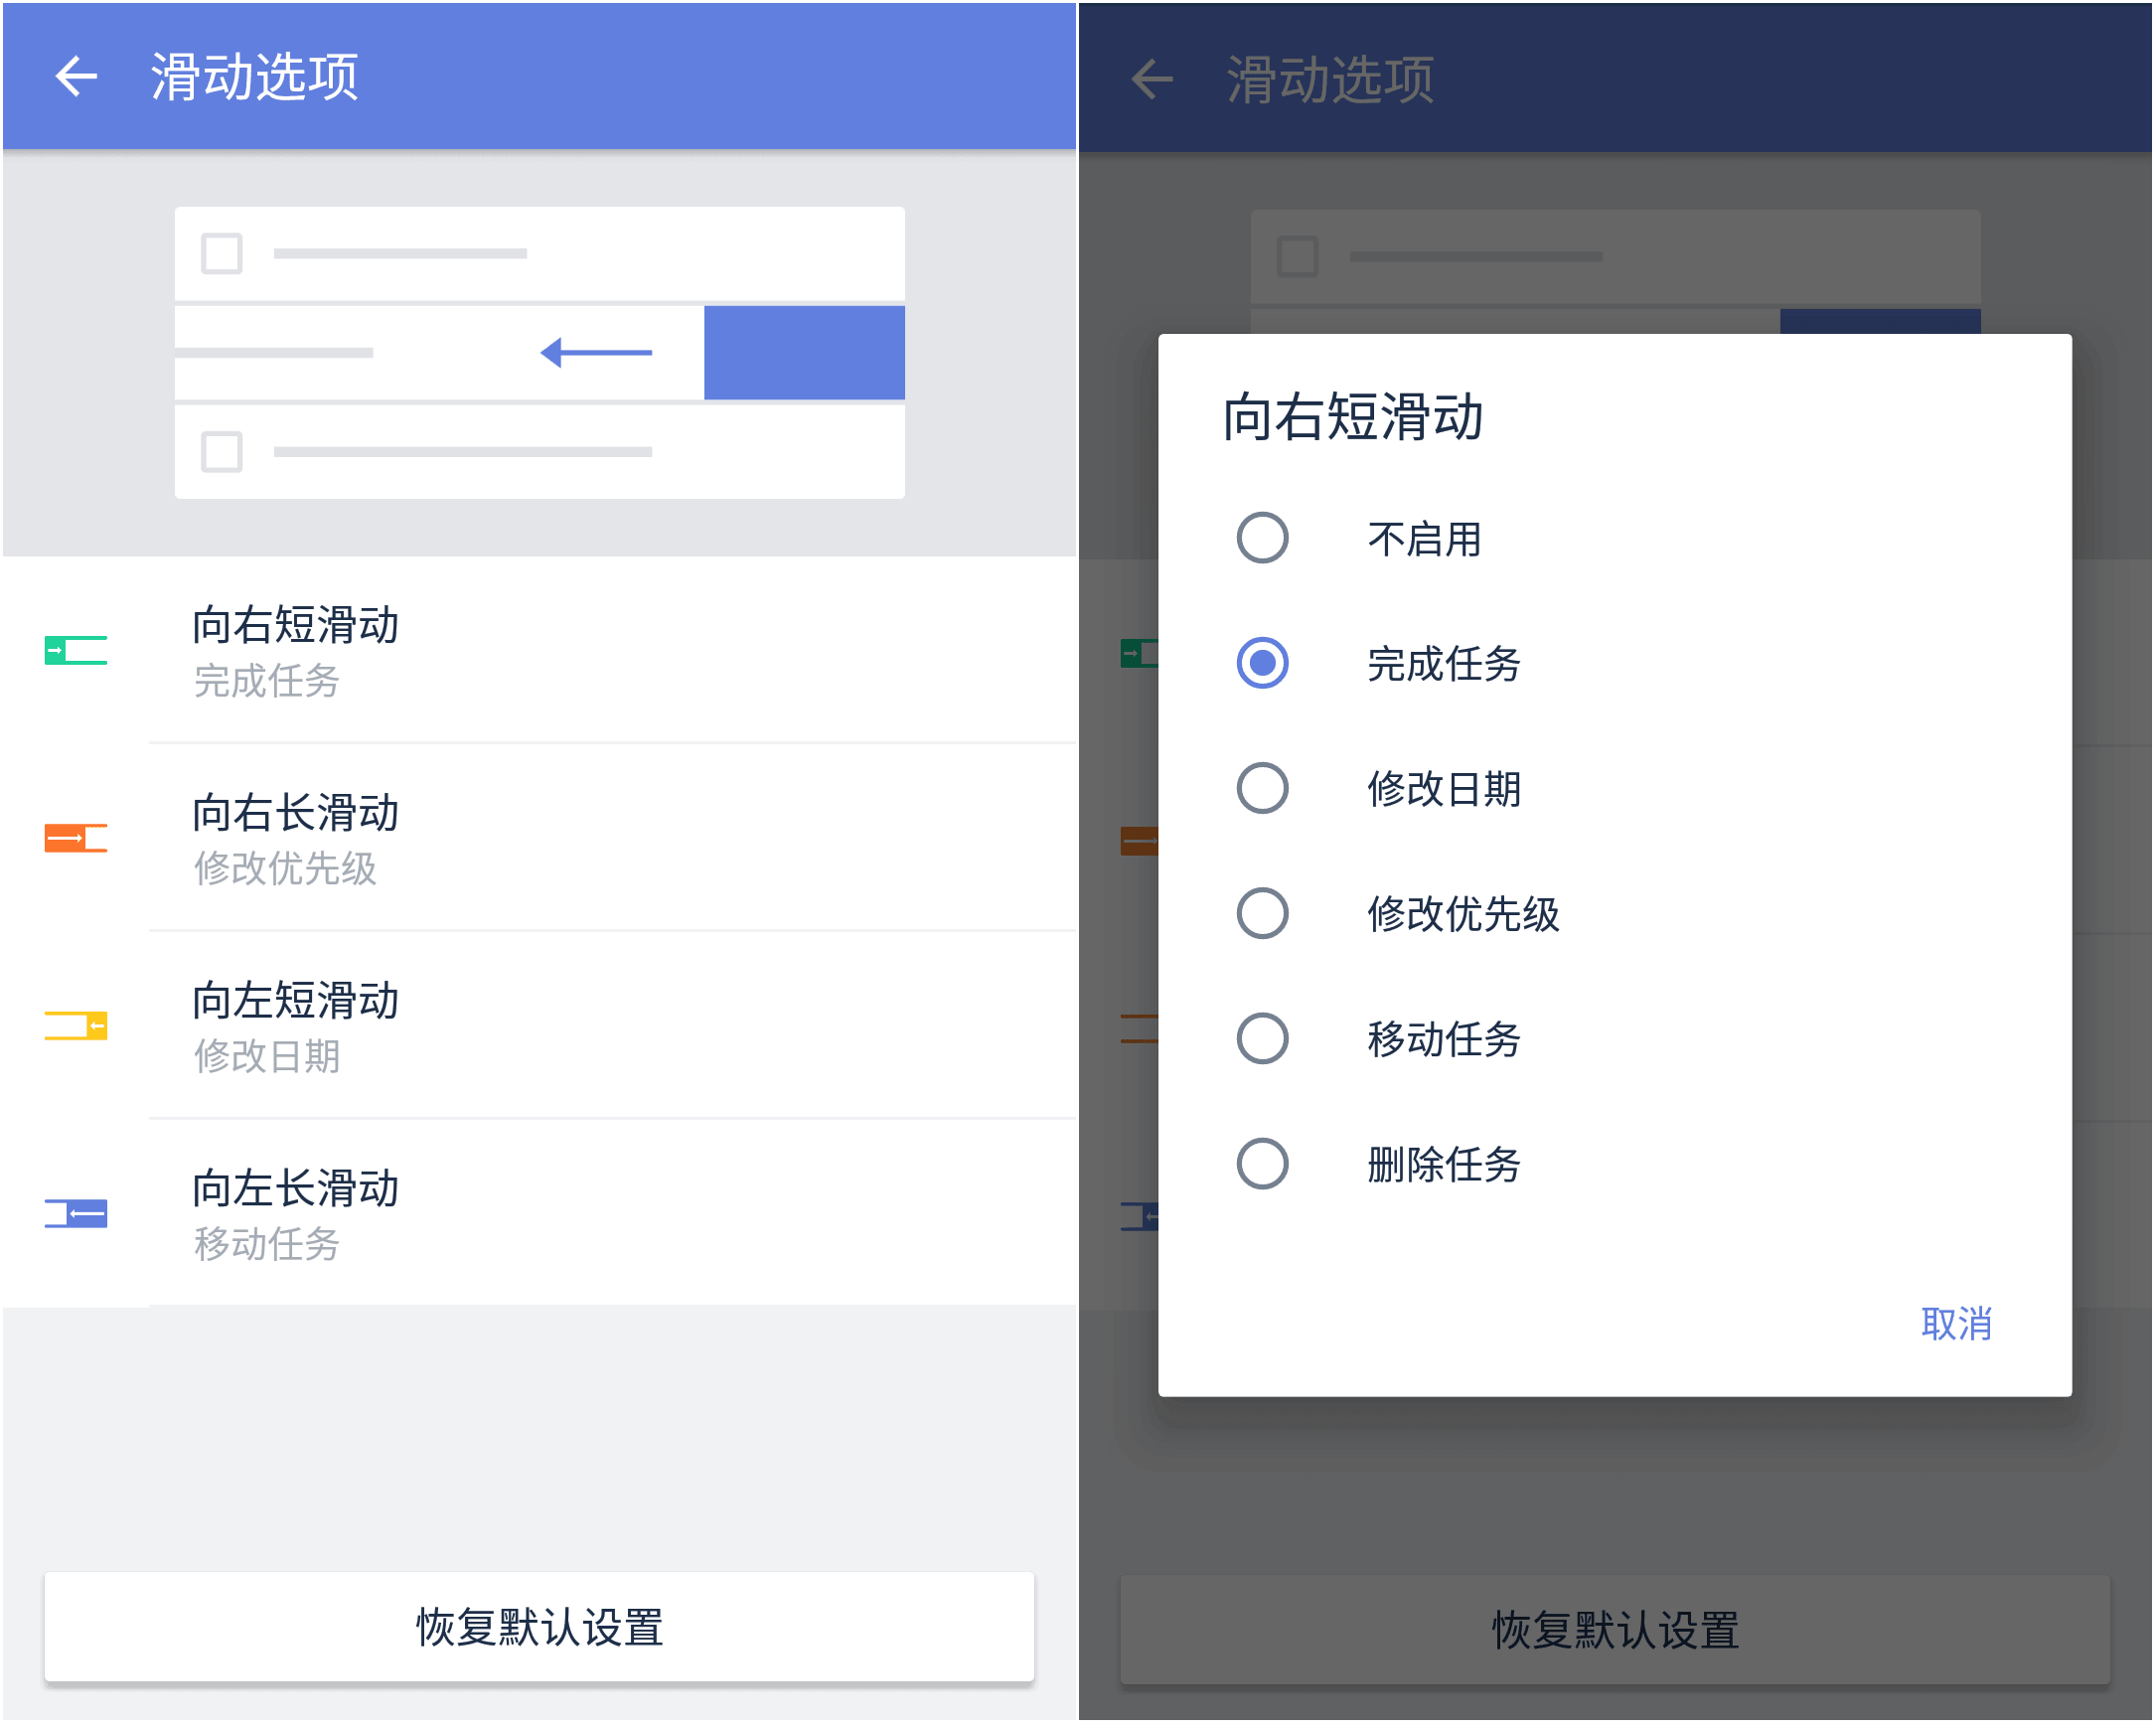 滑动选项
向右短滑动
完成任务
向右长滑动
修改优先级
向左短滑动
修改日期
向左长滑动
移动任务
恢复默认设置
滑动选项
向右短滑动
不启用
完成任务
修改日期
修改优先级
移动任务
删除任务
取消
恢复默认设置